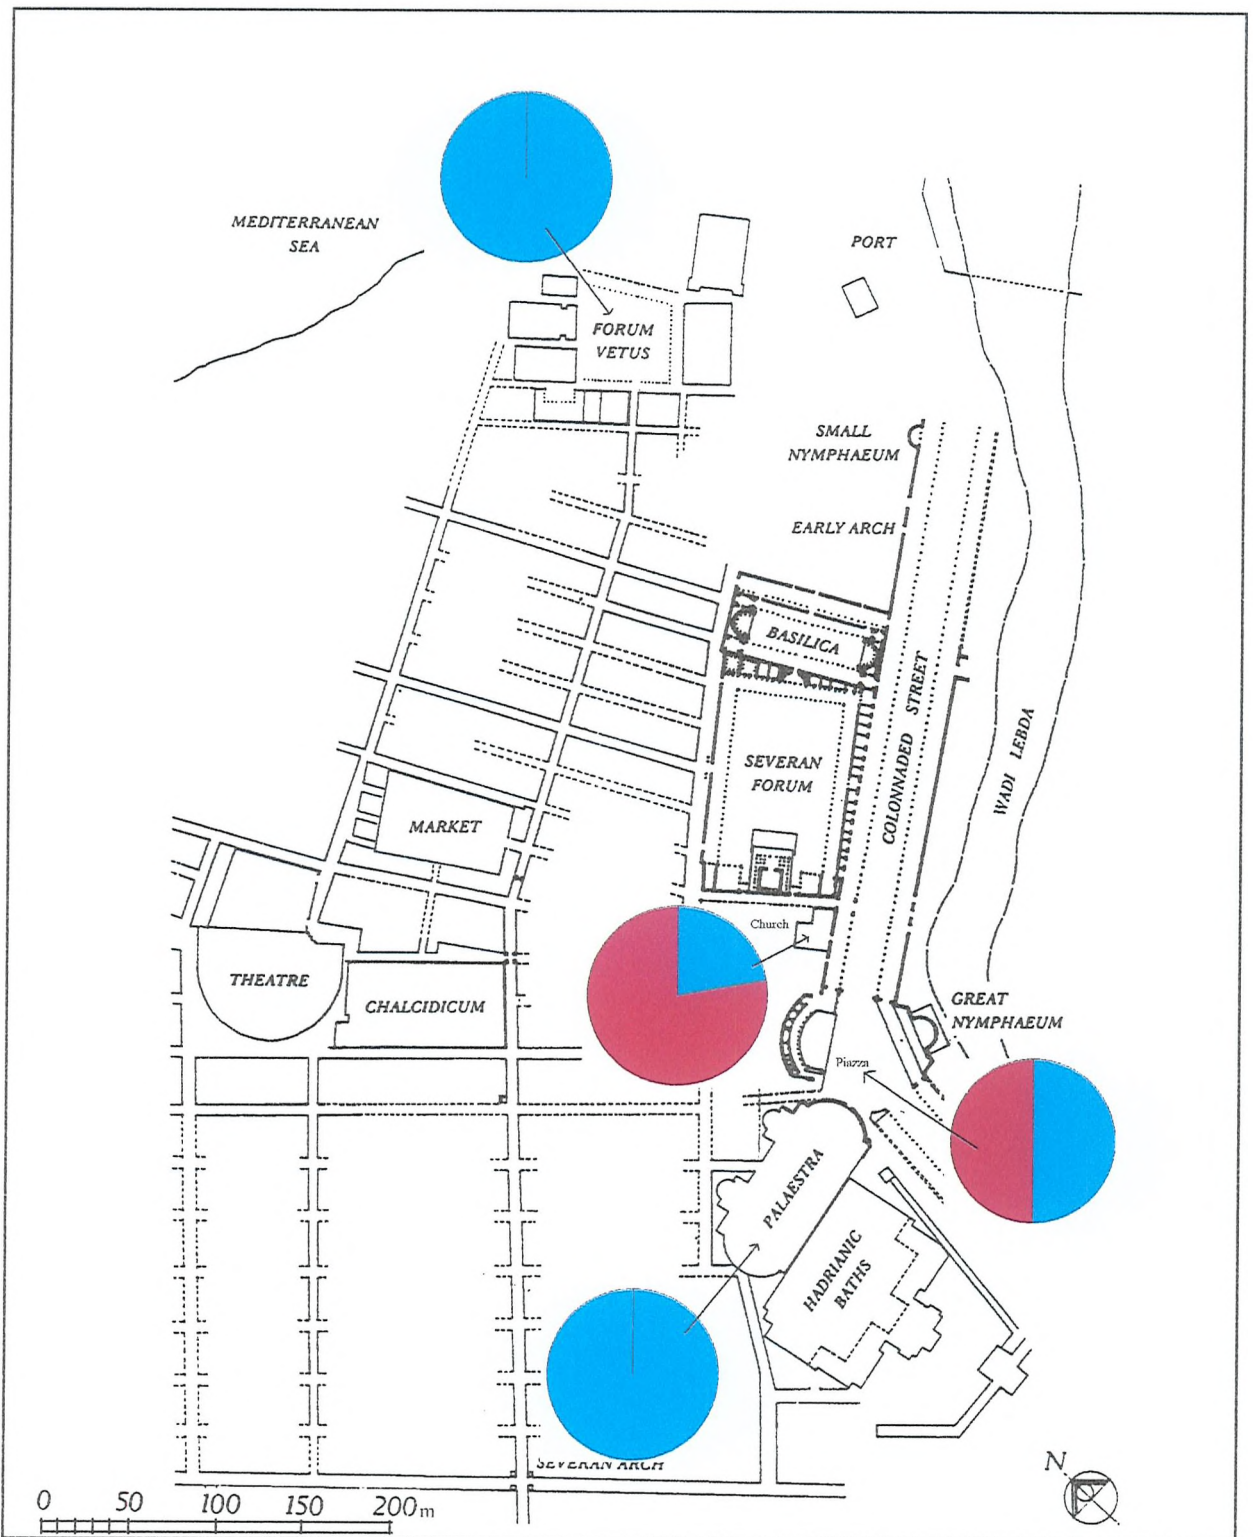 MEDITERRANEAN
SEA
PORT
FORUM
VETUS
SMALL
NYMPHAEUM
EARLY ARCH
BASILICA
COLONNADED STREET
WADI LEBDA
SEVERAN
FORUM
MARKET
Church
THEATRE
CHALCIDICUM
GREAT
NYMPHAEUM
Piazza
PALAESTRA
HADRIANIC
BATHS
SEVERAN ARCH
N
0 50 100 150 200m